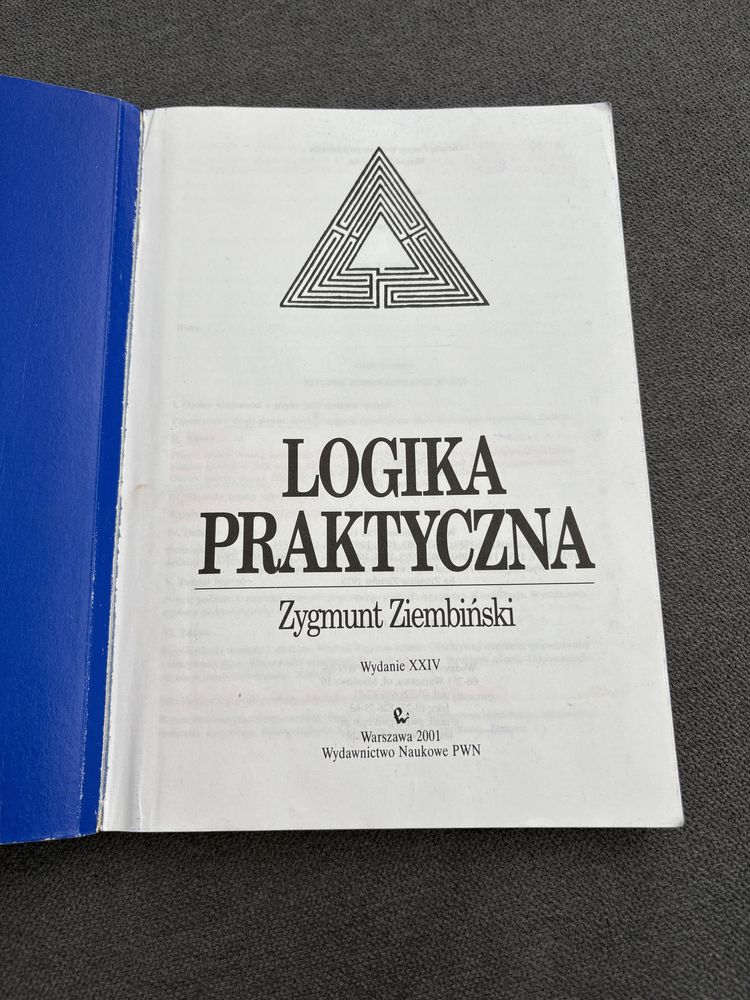 LOGIKA
PRAKTYCZNA
Zygmunt Ziembiński
Wydanie XXIV
Warszawa 2001
Wydawnictwo Naukowe PWN